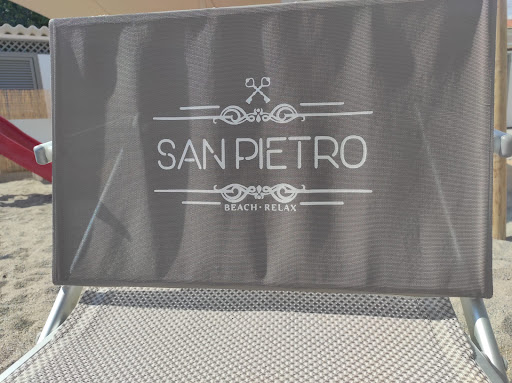 SAN PIETRO
BEACH · RELAX